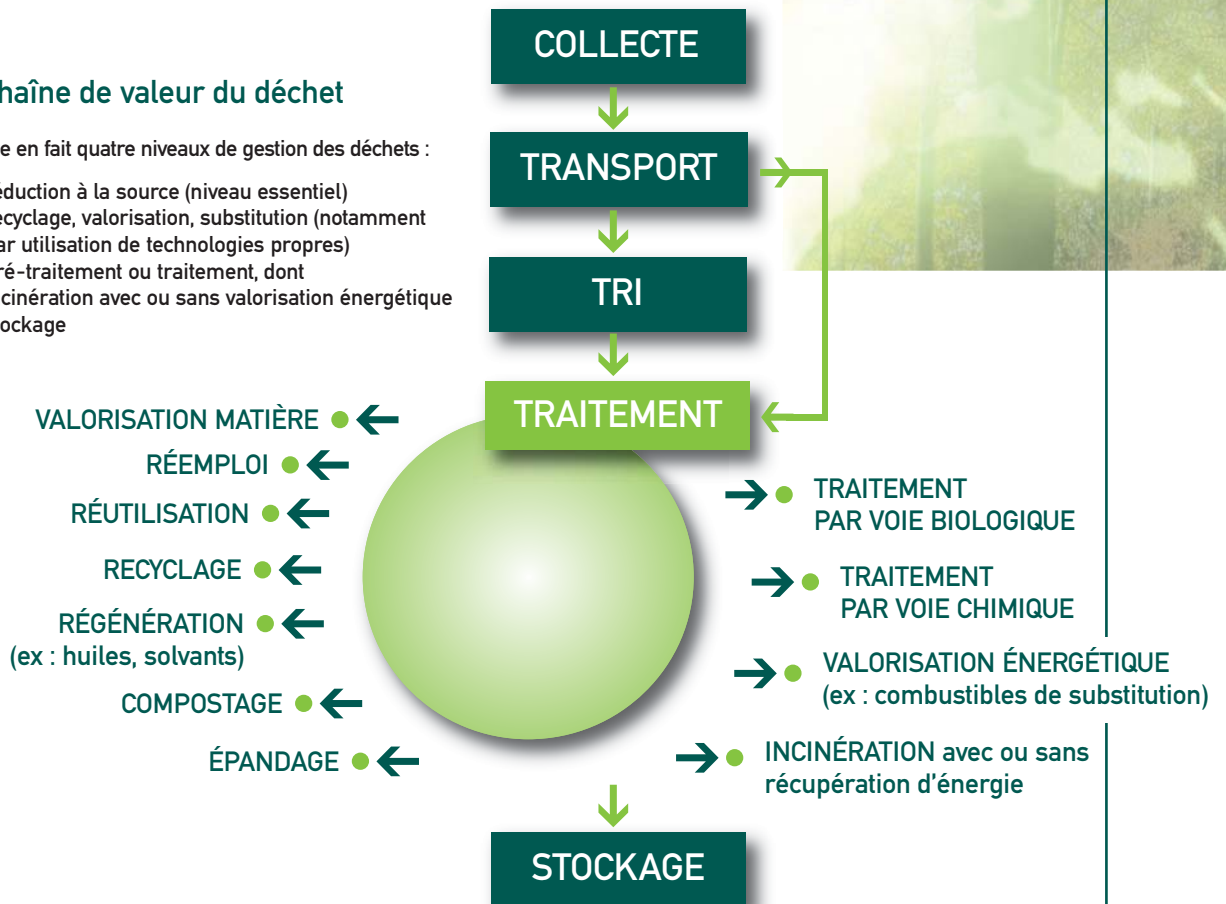 haîne de valeur du déchet
e en fait quatre niveaux de gestion des déchets :
éduction à la source (niveau essentiel)
ecyclage, valorisation, substitution (notamment
ar utilisation de technologies propres)
ré-traitement ou traitement, dont
cinération avec ou sans valorisation énergétique
tockage
COLLECTE
TRANSPORT
TRI
TRAITEMENT
VALORISATION MATIÈRE
RÉEMPLOI
RÉUTILISATION
RECYCLAGE
RÉGÉNÉRATION
(ex : huiles, solvants)
COMPOSTAGE
ÉPANDAGE
TRAITEMENT
PAR VOIE BIOLOGIQUE
TRAITEMENT
PAR VOIE CHIMIQUE
VALORISATION ÉNERGÉTIQUE
(ex : combustibles de substitution)
INCINÉRATION avec ou sans
récupération d'énergie
STOCKAGE